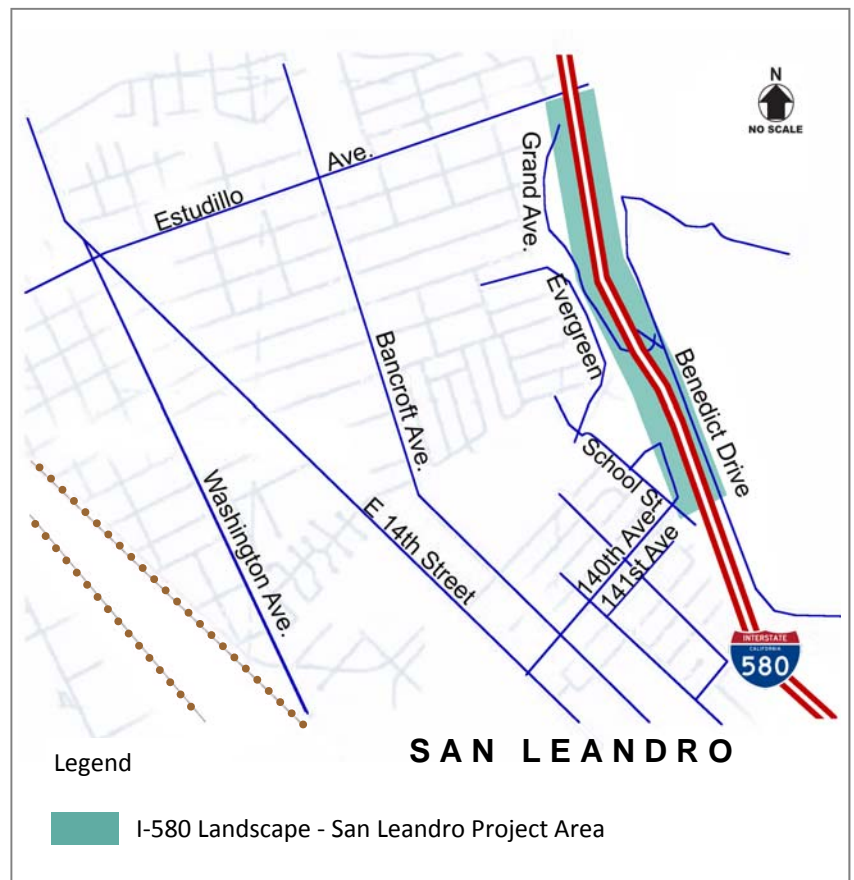 N
NO SCALE
Estudillo
Ave.
Grand Ave.
Evergreen
Bancroft Ave.
Benedict Drive
School St
Washington Ave.
E 14th Street
140th Ave
141st Ave
INTERSTATE
CALIFORNIA
580
SAN LEANDRO
Legend
I-580 Landscape - San Leandro Project Area